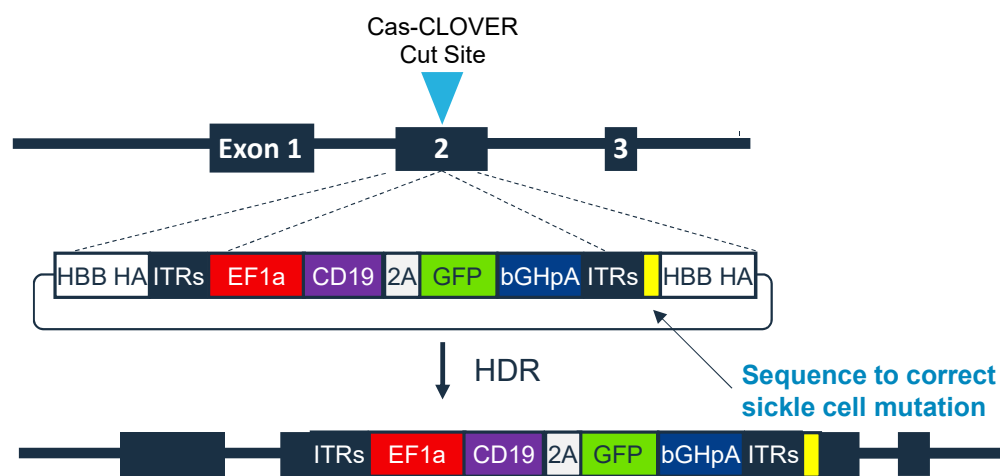 Cas-CLOVER
Cut Site
Exon 1 2 3
HBB HA ITRs EF1a CD19 2A GFP bGHpA ITRs HBB HA
HDR
Sequence to correct
sickle cell mutation
ITRs EF1a CD19 2A GFP bGHpA ITRs